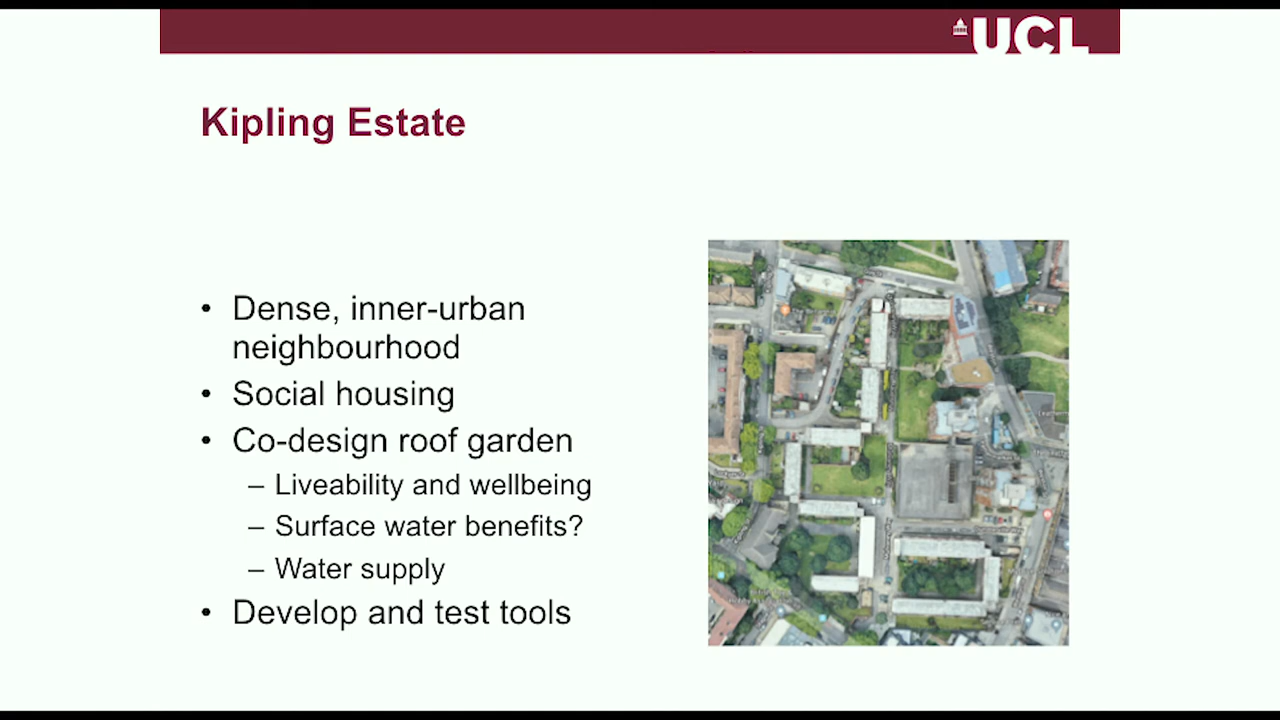 UCL
Kipling Estate
• Dense, inner-urban
neighbourhood
• Social housing
• Co-design roof garden
– Liveability and wellbeing
– Surface water benefits?
– Water supply
• Develop and test tools